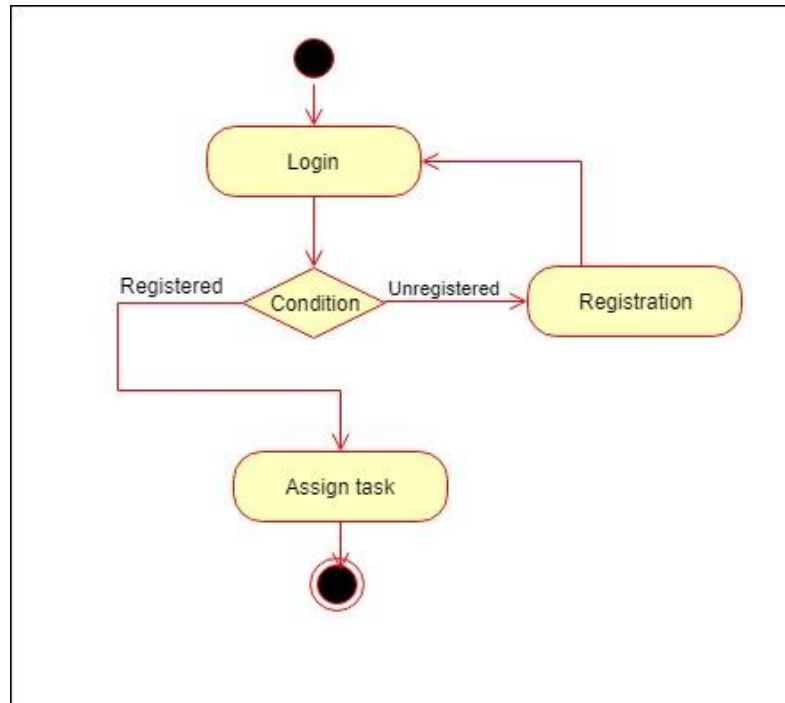 Login
Registered
Condition
Unregistered
Registration
Assign task